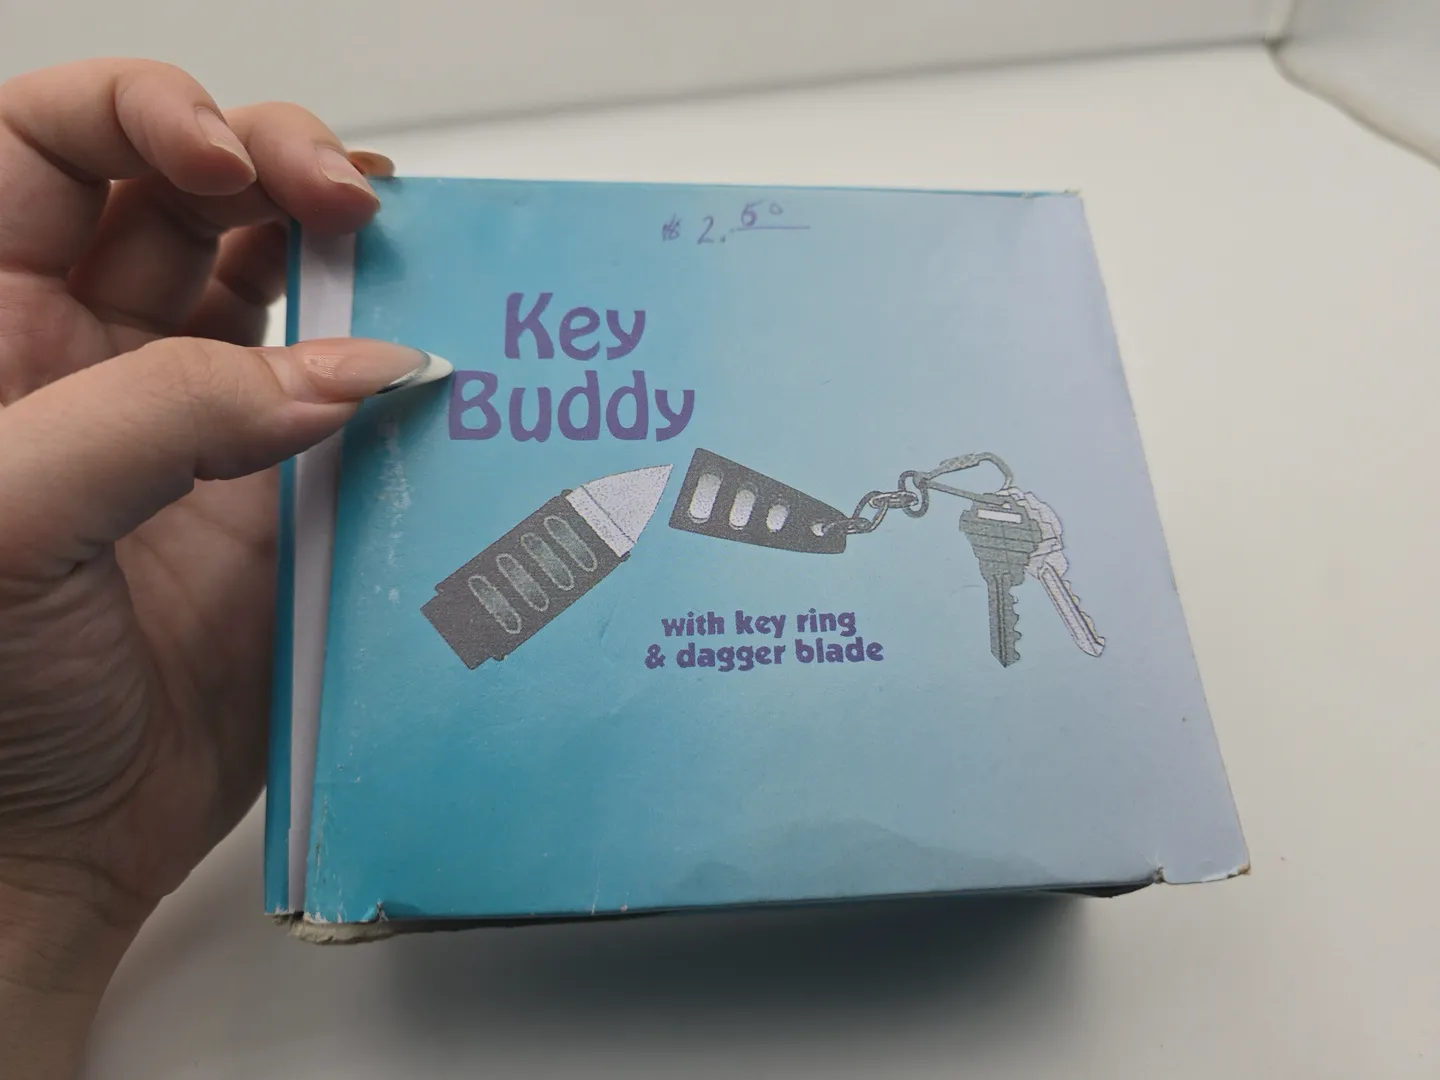 $ 2.50
Key
Buddy
with key ring
& dagger blade